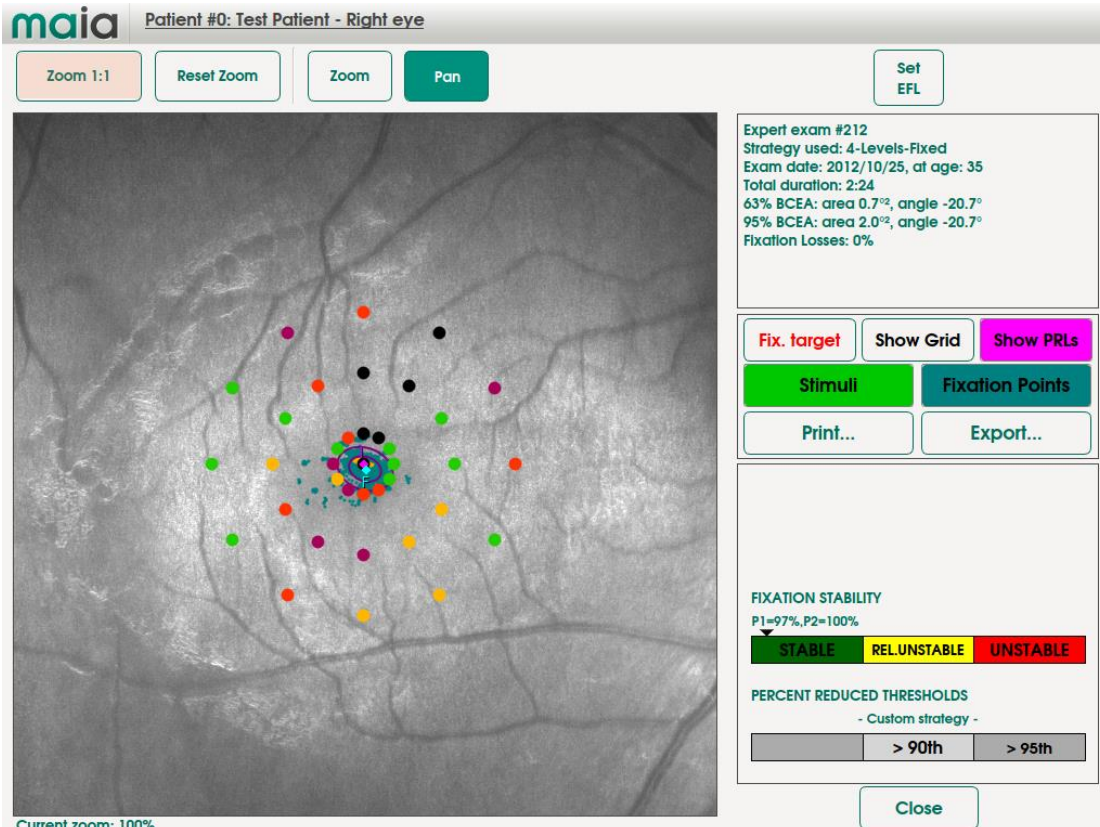 maia
Patient #0: Test Patient - Right eye
Zoom 1:1
Reset Zoom
Zoom
Pan
Set
EFL
Expert exam #212
Strategy used: 4-Levels-Fixed
Exam date: 2012/10/25, at age: 35
Total duration: 2:24
63% BCEA: area 0.7°², angle -20.7°
95% BCEA: area 2.0°², angle -20.7°
Fixation Losses: 0%
Fix. target
Show Grid
Show PRLs
Stimuli
Fixation Points
Print...
Export...
FIXATION STABILITY
P1=97%,P2=100%
STABLE
REL.UNSTABLE
UNSTABLE
PERCENT REDUCED THRESHOLDS
- Custom strategy -
> 90th
> 95th
Close
Current zoom: 100%